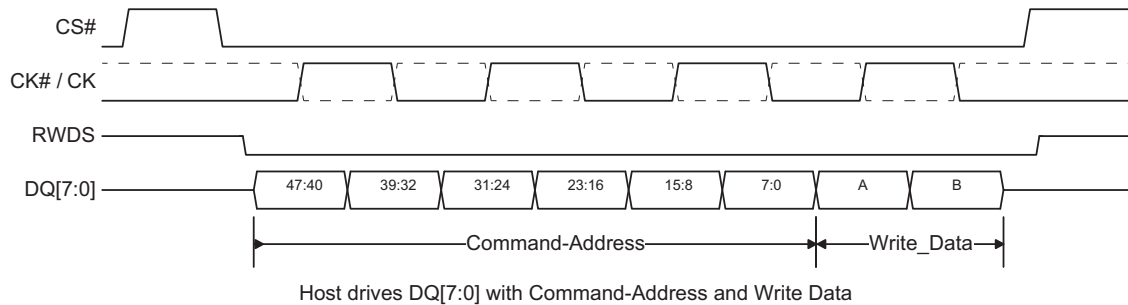 CS#
CK# / CK
RWDS
DQ[7:0] 47:40 39:32 31:24 23:16 15:8 7:0 A B
Command-Address Write_Data
Host drives DQ[7:0] with Command-Address and Write Data